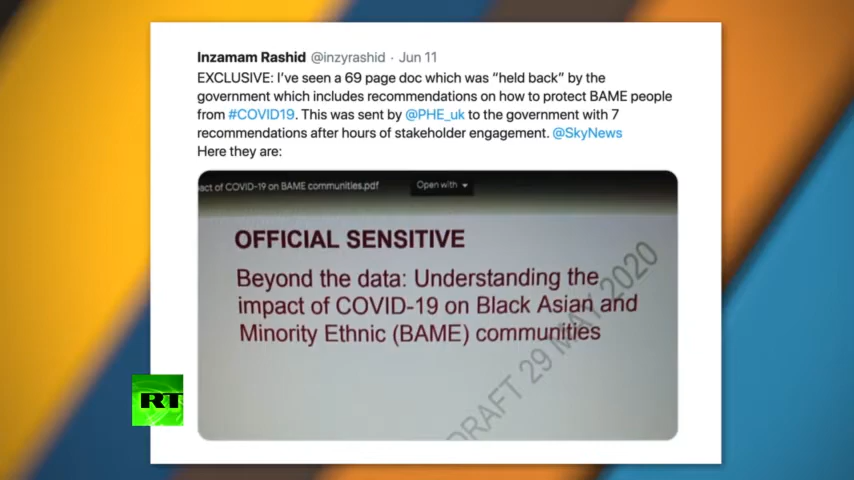 Inzamam Rashid @inzyrashid · Jun 11
EXCLUSIVE: I've seen a 69 page doc which was “held back” by the
government which includes recommendations on how to protect BAME people
from #COVID19. This was sent by @PHE_uk to the government with 7
recommendations after hours of stakeholder engagement. @SkyNews
Here they are:
act of COVID-19 on BAME communities.pdf
Open with
OFFICIAL SENSITIVE
Beyond the data: Understanding the
impact of COVID-19 on Black Asian and
Minority Ethnic (BAME) communities
DRAFT 29 MAY 2020
RT